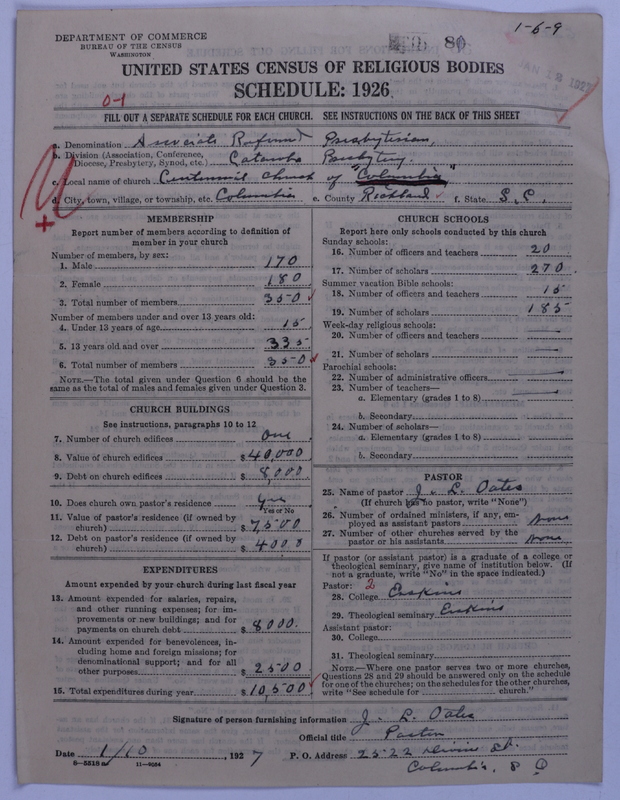 1-6-9
DEPARTMENT OF COMMERCE
BUREAU OF THE CENSUS
WASHINGTON
80
UNITED STATES CENSUS OF RELIGIOUS BODIES
SCHEDULE: 1926
JAN 28 1927
0-1
FILL OUT A SEPARATE SCHEDULE FOR EACH CHURCH. SEE INSTRUCTIONS ON THE BACK OF THIS SHEET
a. Denomination Associate Reformed Presbyterian,
b. Division (Association, Conference, Diocese, Presbytery, Synod, etc.) Catawba Presbytery.
c. Local name of church Centennial Church of "Columbia"
d. City, town, village, or township, etc. Columbia e. County Richland f. State S. C.
MEMBERSHIP
Report number of members according to definition of
member in your church
Number of members, by sex:
1. Male 170
2. Female 180
3. Total number of members 350
Number of members under and over 13 years old:
4. Under 13 years of age 15
5. 13 years old and over 335
6. Total number of members 350
NOTE.—The total given under Question 6 should be
same as the total of males and females given under Question 3.
CHURCH BUILDINGS
See instructions, paragraphs 10 to 12
7. Number of church edifices One
8. Value of church edifices $40,000
9. Debt on church edifices $8,000
10. Does church own pastor's residence Yes
Yes or No
11. Value of pastor's residence (if owned by
church) $7,500
12. Debt on pastor's residence (if owned by
church) $400
EXPENDITURES
Amount expended by your church during last fiscal year
13. Amount expended for salaries, repairs,
and other running expenses; for im-
provements or new buildings; and for
payments on church debt $8000.
14. Amount expended for benevolences, in-
cluding home and foreign missions; for
denominational support; and for all
other purposes $2500
15. Total expenditures during year $10,500
CHURCH SCHOOLS
Report here only schools conducted by this church
Sunday schools:
16. Number of officers and teachers 20
17. Number of scholars 270
Summer vacation Bible schools:
18. Number of officers and teachers 15
19. Number of scholars 185
Week-day religious schools:
20. Number of officers and teachers
21. Number of scholars
Parochial schools:
22. Number of administrative officers
23. Number of teachers—
a. Elementary (grades 1 to 8)
b. Secondary
24. Number of scholars—
a. Elementary (grades 1 to 8)
b. Secondary
PASTOR
25. Name of pastor J. L. Oates
(If church has no pastor, write "None")
26. Number of ordained ministers, if any, em-
ployed as assistant pastors None
27. Number of other churches served by the
pastor or his assistants None
If pastor (or assistant pastor) is a graduate of a college or
theological seminary, give name of institution below. (If
not a graduate, write "No" in the space indicated.)
Pastor: 2
28. College Erskine
29. Theological seminary Erskine
Assistant pastor:
30. College
31. Theological seminary
NOTE.—Where one pastor serves two or more churches,
Questions 28 and 29 should be answered only on the schedule
for one of the churches; on the schedules for the other churches,
write "See schedule for church."
Signature of person furnishing information J. L. Oates
Official title Pastor
Date 1/10 1927 P. O. Address 2522 Divine St.
8-5518a 11-9034 Columbia, S C